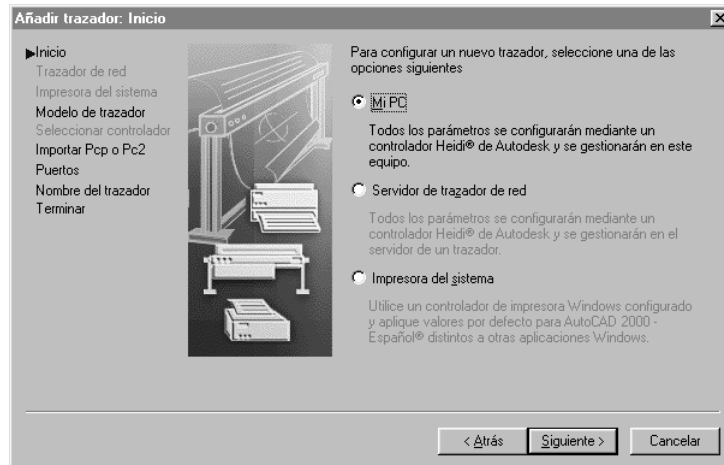 Añadir trazador: Inicio
Inicio
Trazador de red
Impresora del sistema
Modelo de trazador
Seleccionar controlador
Importar Pcp o Pc2
Puertos
Nombre del trazador
Terminar
Para configurar un nuevo trazador, seleccione una de las
opciones siguientes
Mi PC
Todos los parámetros se configurarán mediante un
controlador Heidi® de Autodesk y se gestionarán en este
equipo.
Servidor de trazador de red
Todos los parámetros se configurarán mediante un
controlador Heidi® de Autodesk y se gestionarán en el
servidor de un trazador.
Impresora del sistema
Utilice un controlador de impresora Windows configurado
y aplique valores por defecto para AutoCAD 2000 -
Español® distintos a otras aplicaciones Windows.
< Atrás
Siguiente >
Cancelar